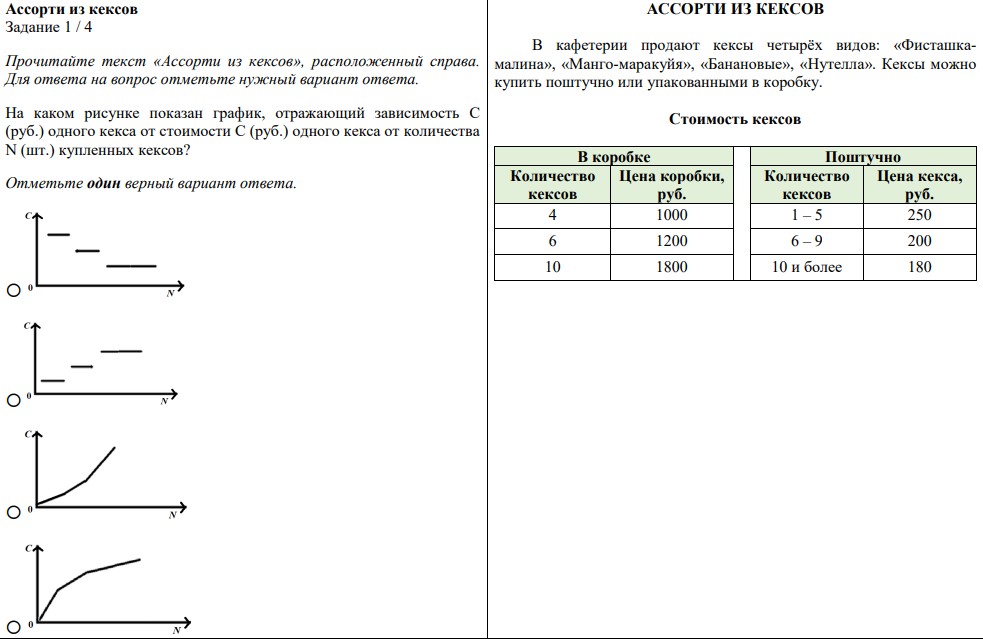 Ассорти из кексов
Задание 1 / 4
Прочитайте текст «Ассорти из кексов», расположенный справа.
Для ответа на вопрос отметьте нужный вариант ответа.
На каком рисунке показан график, отражающий зависимость С
(руб.) одного кекса от стоимости С (руб.) одного кекса от количества
N (шт.) купленных кексов?
Отметьте один верный вариант ответа.
C
0
N
C
0
N
C
0
N
C
0
N
АССОРТИ ИЗ КЕКСОВ
В кафетерии продают кексы четырёх видов: «Фисташка-
малина», «Манго-маракуйя», «Банановые», «Нутелла». Кексы можно
купить поштучно или упакованными в коробку.
Стоимость кексов
В коробке Поштучно
Количество кексов Цена коробки, руб. Количество кексов Цена кекса, руб.
4 1000 1 – 5 250
6 1200 6 – 9 200
10 1800 10 и более 180